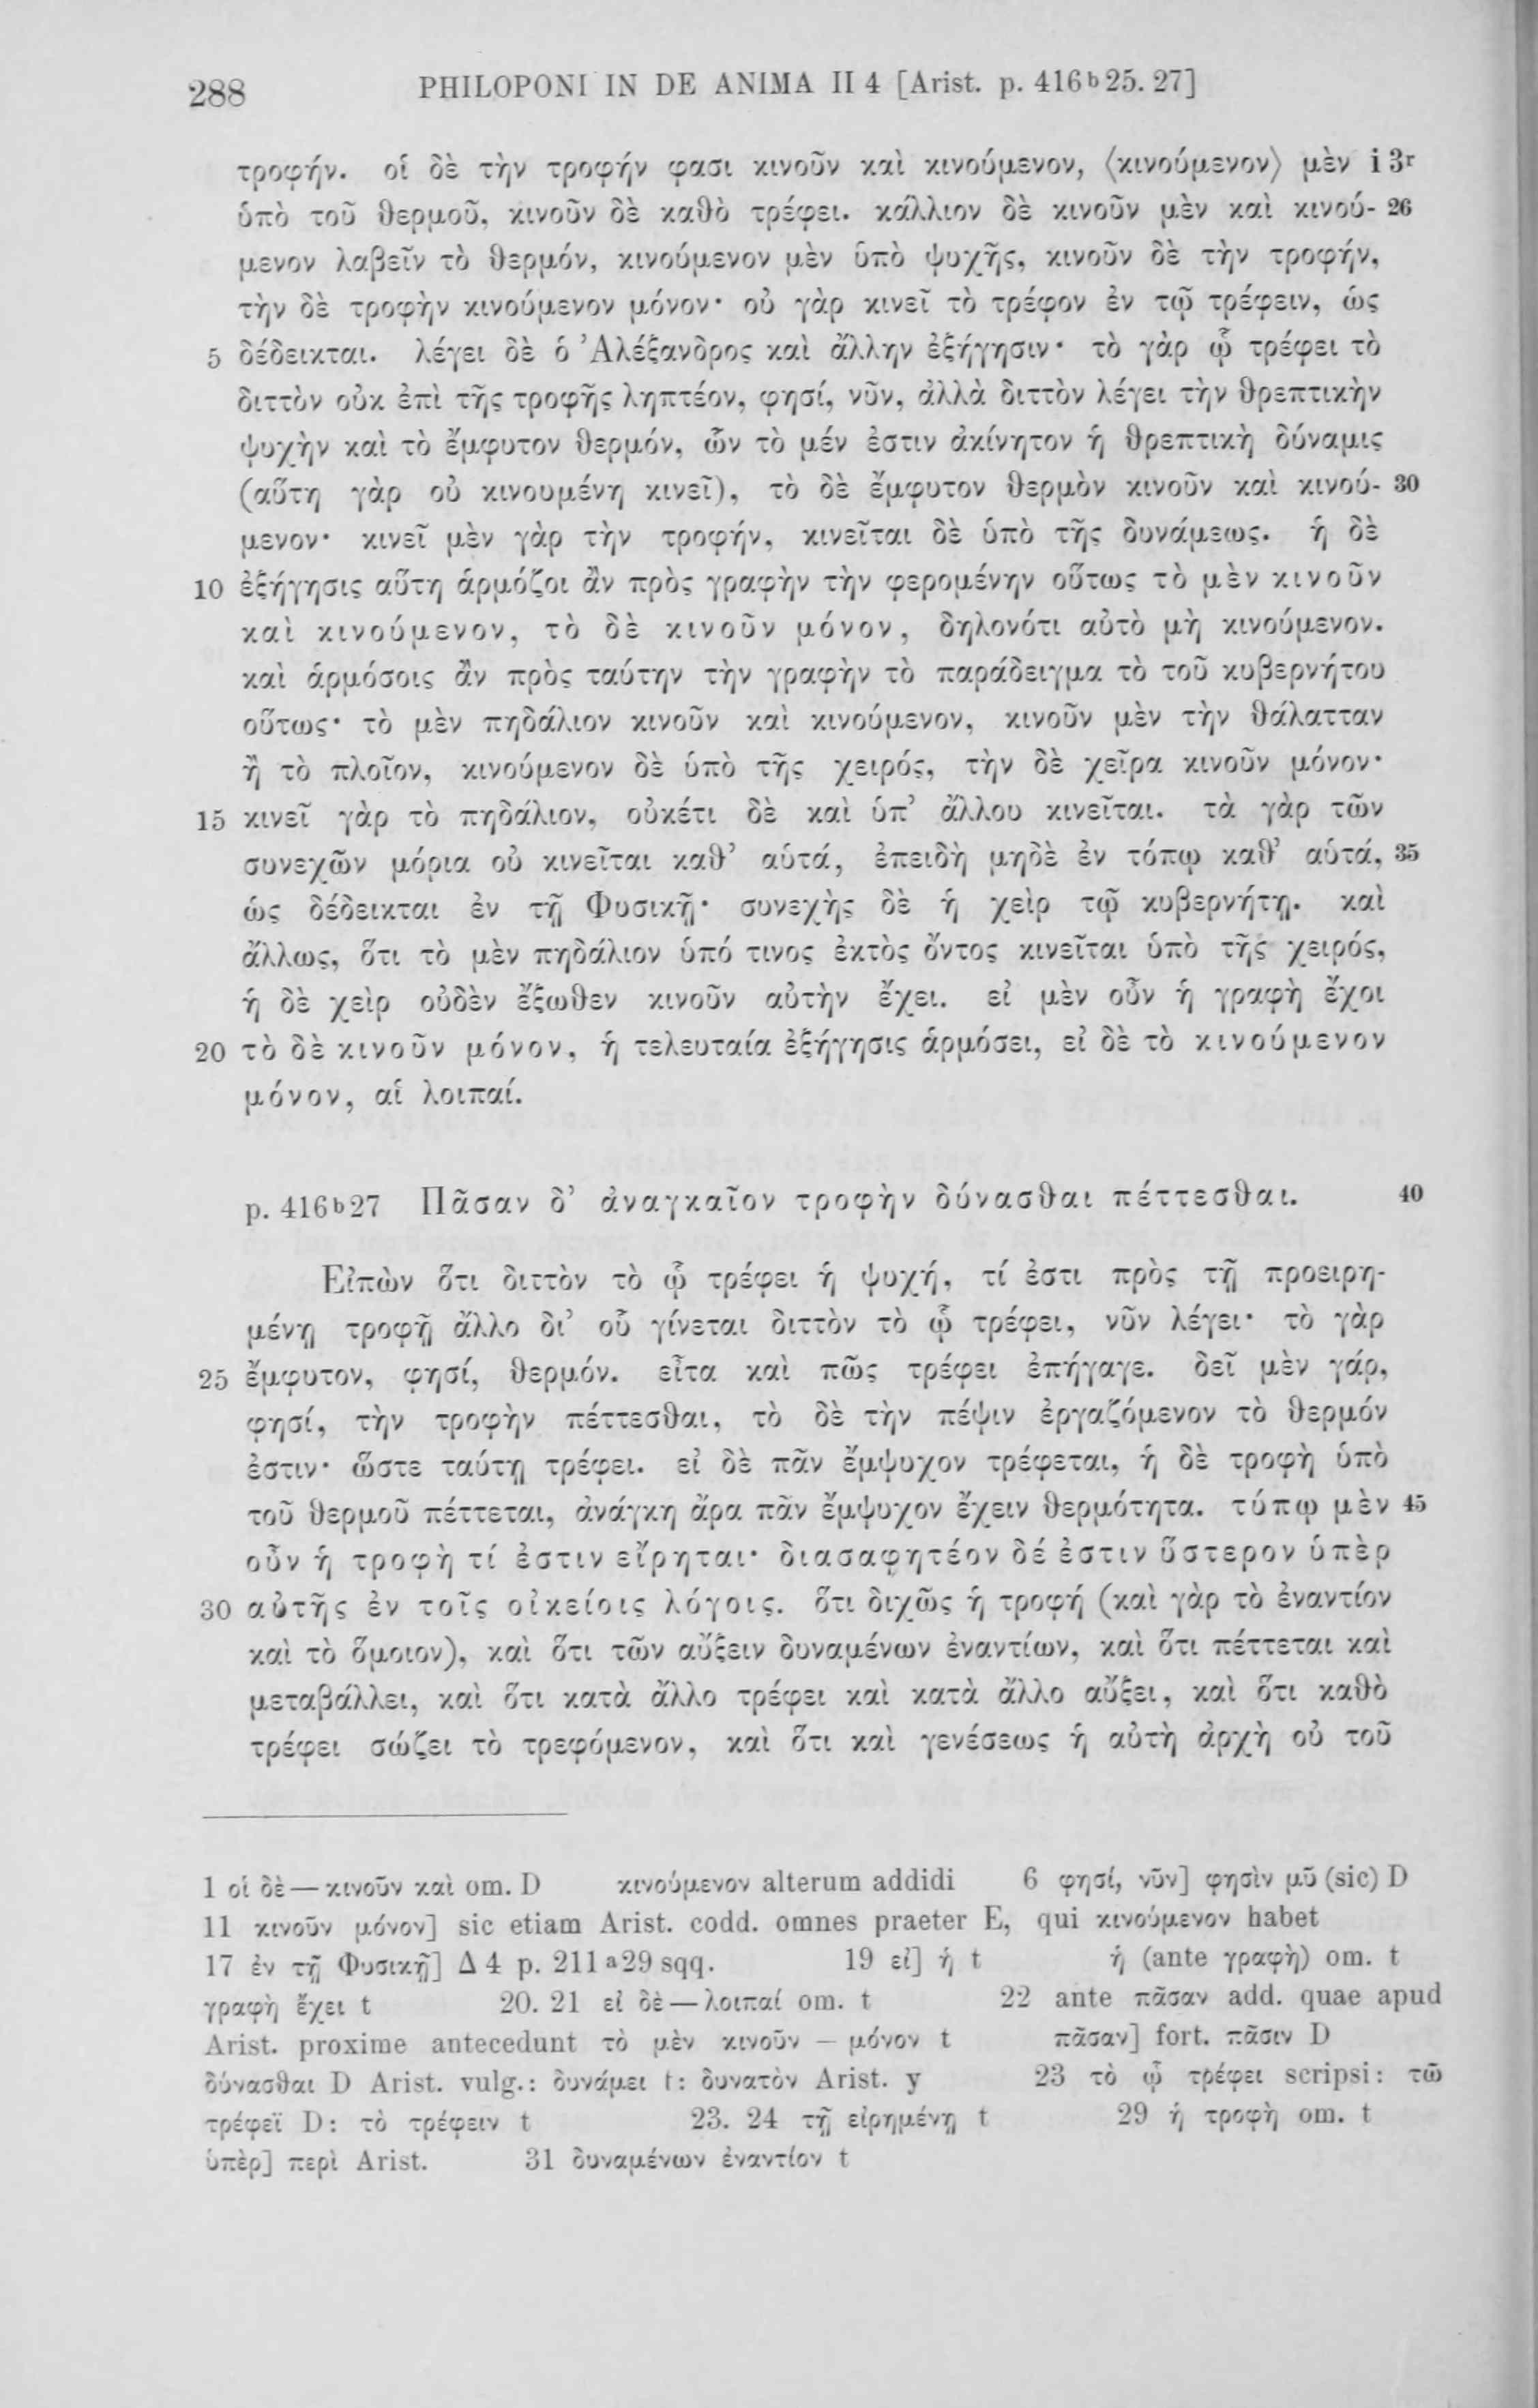 288 PHILOPONI IN DE ANIMA II 4 [Arist. p. 416b25. 27]
τροφήν. οἱ δὲ τὴν τροφήν φασι κινοῦν καὶ κινούμενον, ⟨κινούμενον⟩ μὲν i 3r
ὑπὸ τοῦ θερμοῦ, κινοῦν δὲ καθὸ τρέφει. κάλλιον δὲ κινοῦν μὲν καὶ κινού- 26
μενον λαβεῖν τὸ θερμόν, κινούμενον μὲν ὑπὸ ψυχῆς, κινοῦν δὲ τὴν τροφήν,
τὴν δὲ τροφὴν κινούμενον μόνον· οὐ γὰρ κινεῖ τὸ τρέφον ἐν τῷ τρέφειν, ὡς
5 δέδεικται. λέγει δὲ ὁ Ἀλέξανδρος καὶ ἄλλην ἐξήγησιν· τὸ γὰρ ᾧ τρέφει τὸ
διττὸν οὐκ ἐπὶ τῆς τροφῆς ληπτέον, φησί, νῦν, ἀλλὰ διττὸν λέγει τὴν θρεπτικὴν
ψυχὴν καὶ τὸ ἔμφυτον θερμόν, ὧν τὸ μέν ἐστιν ἀκίνητον ἡ θρεπτικὴ δύναμις
(αὕτη γὰρ οὐ κινουμένη κινεῖ), τὸ δὲ ἔμφυτον θερμὸν κινοῦν καὶ κινού- 30
μενον· κινεῖ μὲν γὰρ τὴν τροφήν, κινεῖται δὲ ὑπὸ τῆς δυνάμεως. ἡ δὲ
10 ἐξήγησις αὕτη ἁρμόζοι ἂν πρὸς γραφὴν τὴν φερομένην οὕτως τὸ μὲν κινοῦν
καὶ κινούμενον, τὸ δὲ κινοῦν μόνον, δηλονότι αὐτὸ μὴ κινούμενον.
καὶ ἁρμόσοις ἂν πρὸς ταύτην τὴν γραφὴν τὸ παράδειγμα τὸ τοῦ κυβερνήτου
οὕτως· τὸ μὲν πηδάλιον κινοῦν καὶ κινούμενον, κινοῦν μὲν τὴν θάλατταν
ἢ τὸ πλοῖον, κινούμενον δὲ ὑπὸ τῆς χειρός, τὴν δὲ χεῖρα κινοῦν μόνον·
15 κινεῖ γὰρ τὸ πηδάλιον, οὐκέτι δὲ καὶ ὑπ’ ἄλλου κινεῖται. τὰ γὰρ τῶν
συνεχῶν μόρια οὐ κινεῖται καθ’ αὑτά, ἐπειδὴ μηδὲ ἐν τόπῳ καθ’ αὑτά, 35
ὡς δέδεικται ἐν τῇ Φυσικῇ· συνεχὴς δὲ ἡ χεὶρ τῷ κυβερνήτῃ. καὶ
ἄλλως, ὅτι τὸ μὲν πηδάλιον ὑπό τινος ἐκτὸς ὄντος κινεῖται ὑπὸ τῆς χειρός,
ἡ δὲ χεὶρ οὐδὲν ἔξωθεν κινοῦν αὐτὴν ἔχει. εἰ μὲν οὖν ἡ γραφὴ ἔχοι
20 τὸ δὲ κινοῦν μόνον, ἡ τελευταία ἐξήγησις ἁρμόσει, εἰ δὲ τὸ κινούμενον
μόνον, αἱ λοιπαί.
p. 416b27 Πᾶσαν δ’ ἀναγκαῖον τροφὴν δύνασθαι πέττεσθαι. 40
Εἰπὼν ὅτι διττὸν τὸ ᾧ τρέφει ἡ ψυχή, τί ἐστι πρὸς τῇ προειρη-
μένῃ τροφῇ ἄλλο δι’ οὗ γίνεται διττὸν τὸ ᾧ τρέφει, νῦν λέγει· τὸ γὰρ
25 ἔμφυτον, φησί, θερμόν. εἶτα καὶ πῶς τρέφει ἐπήγαγε. δεῖ μὲν γάρ,
φησί, τὴν τροφὴν πέττεσθαι, τὸ δὲ τὴν πέψιν ἐργαζόμενον τὸ θερμόν
ἐστιν· ὥστε ταύτῃ τρέφει. εἰ δὲ πᾶν ἔμψυχον τρέφεται, ἡ δὲ τροφὴ ὑπὸ
τοῦ θερμοῦ πέττεται, ἀνάγκη ἄρα πᾶν ἔμψυχον ἔχειν θερμότητα. τύπῳ μὲν 45
οὖν ἡ τροφὴ τί ἐστιν εἴρηται· διασαφητέον δέ ἐστιν ὕστερον ὑπὲρ
30 αὐτῆς ἐν τοῖς οἰκείοις λόγοις. ὅτι διχῶς ἡ τροφή (καὶ γὰρ τὸ ἐναντίον
καὶ τὸ ὅμοιον), καὶ ὅτι τῶν αὔξειν δυναμένων ἐναντίων, καὶ ὅτι πέττεται καὶ
μεταβάλλει, καὶ ὅτι κατὰ ἄλλο τρέφει καὶ κατὰ ἄλλο αὔξει, καὶ ὅτι καθὸ
τρέφει σώζει τὸ τρεφόμενον, καὶ ὅτι καὶ γενέσεως ἡ αὐτὴ ἀρχὴ οὐ τοῦ
1 οἱ δὲ — κινοῦν καὶ om. D κινούμενον alterum addidi 6 φησί, νῦν] φησὶν μῦ (sic) D
11 κινοῦν μόνον] sic etiam Arist. codd. omnes praeter E, qui κινούμενον habet
17 ἐν τῇ Φυσικῇ] Δ 4 p. 211a29 sqq. 19 εἰ] ἡ t ἡ (ante γραφὴ) om. t
γραφὴ ἔχει t 20. 21 εἰ δὲ — λοιπαί om. t 22 ante πᾶσαν add. quae apud
Arist. proxime antecedunt τὸ μὲν κινοῦν — μόνον t πᾶσαν] fort. πᾶσιν D
δύνασθαι D Arist. vulg.: δυνάμει t: δυνατὸν Arist. y 23 τὸ ᾧ τρέφει scripsi: τῶ
τρέφεϊ D: τὸ τρέφειν t 23. 24 τῇ εἰρημένῃ t 29 ἡ τροφὴ om. t
ὑπὲρ] περὶ Arist. 31 δυναμένων ἐναντίον t